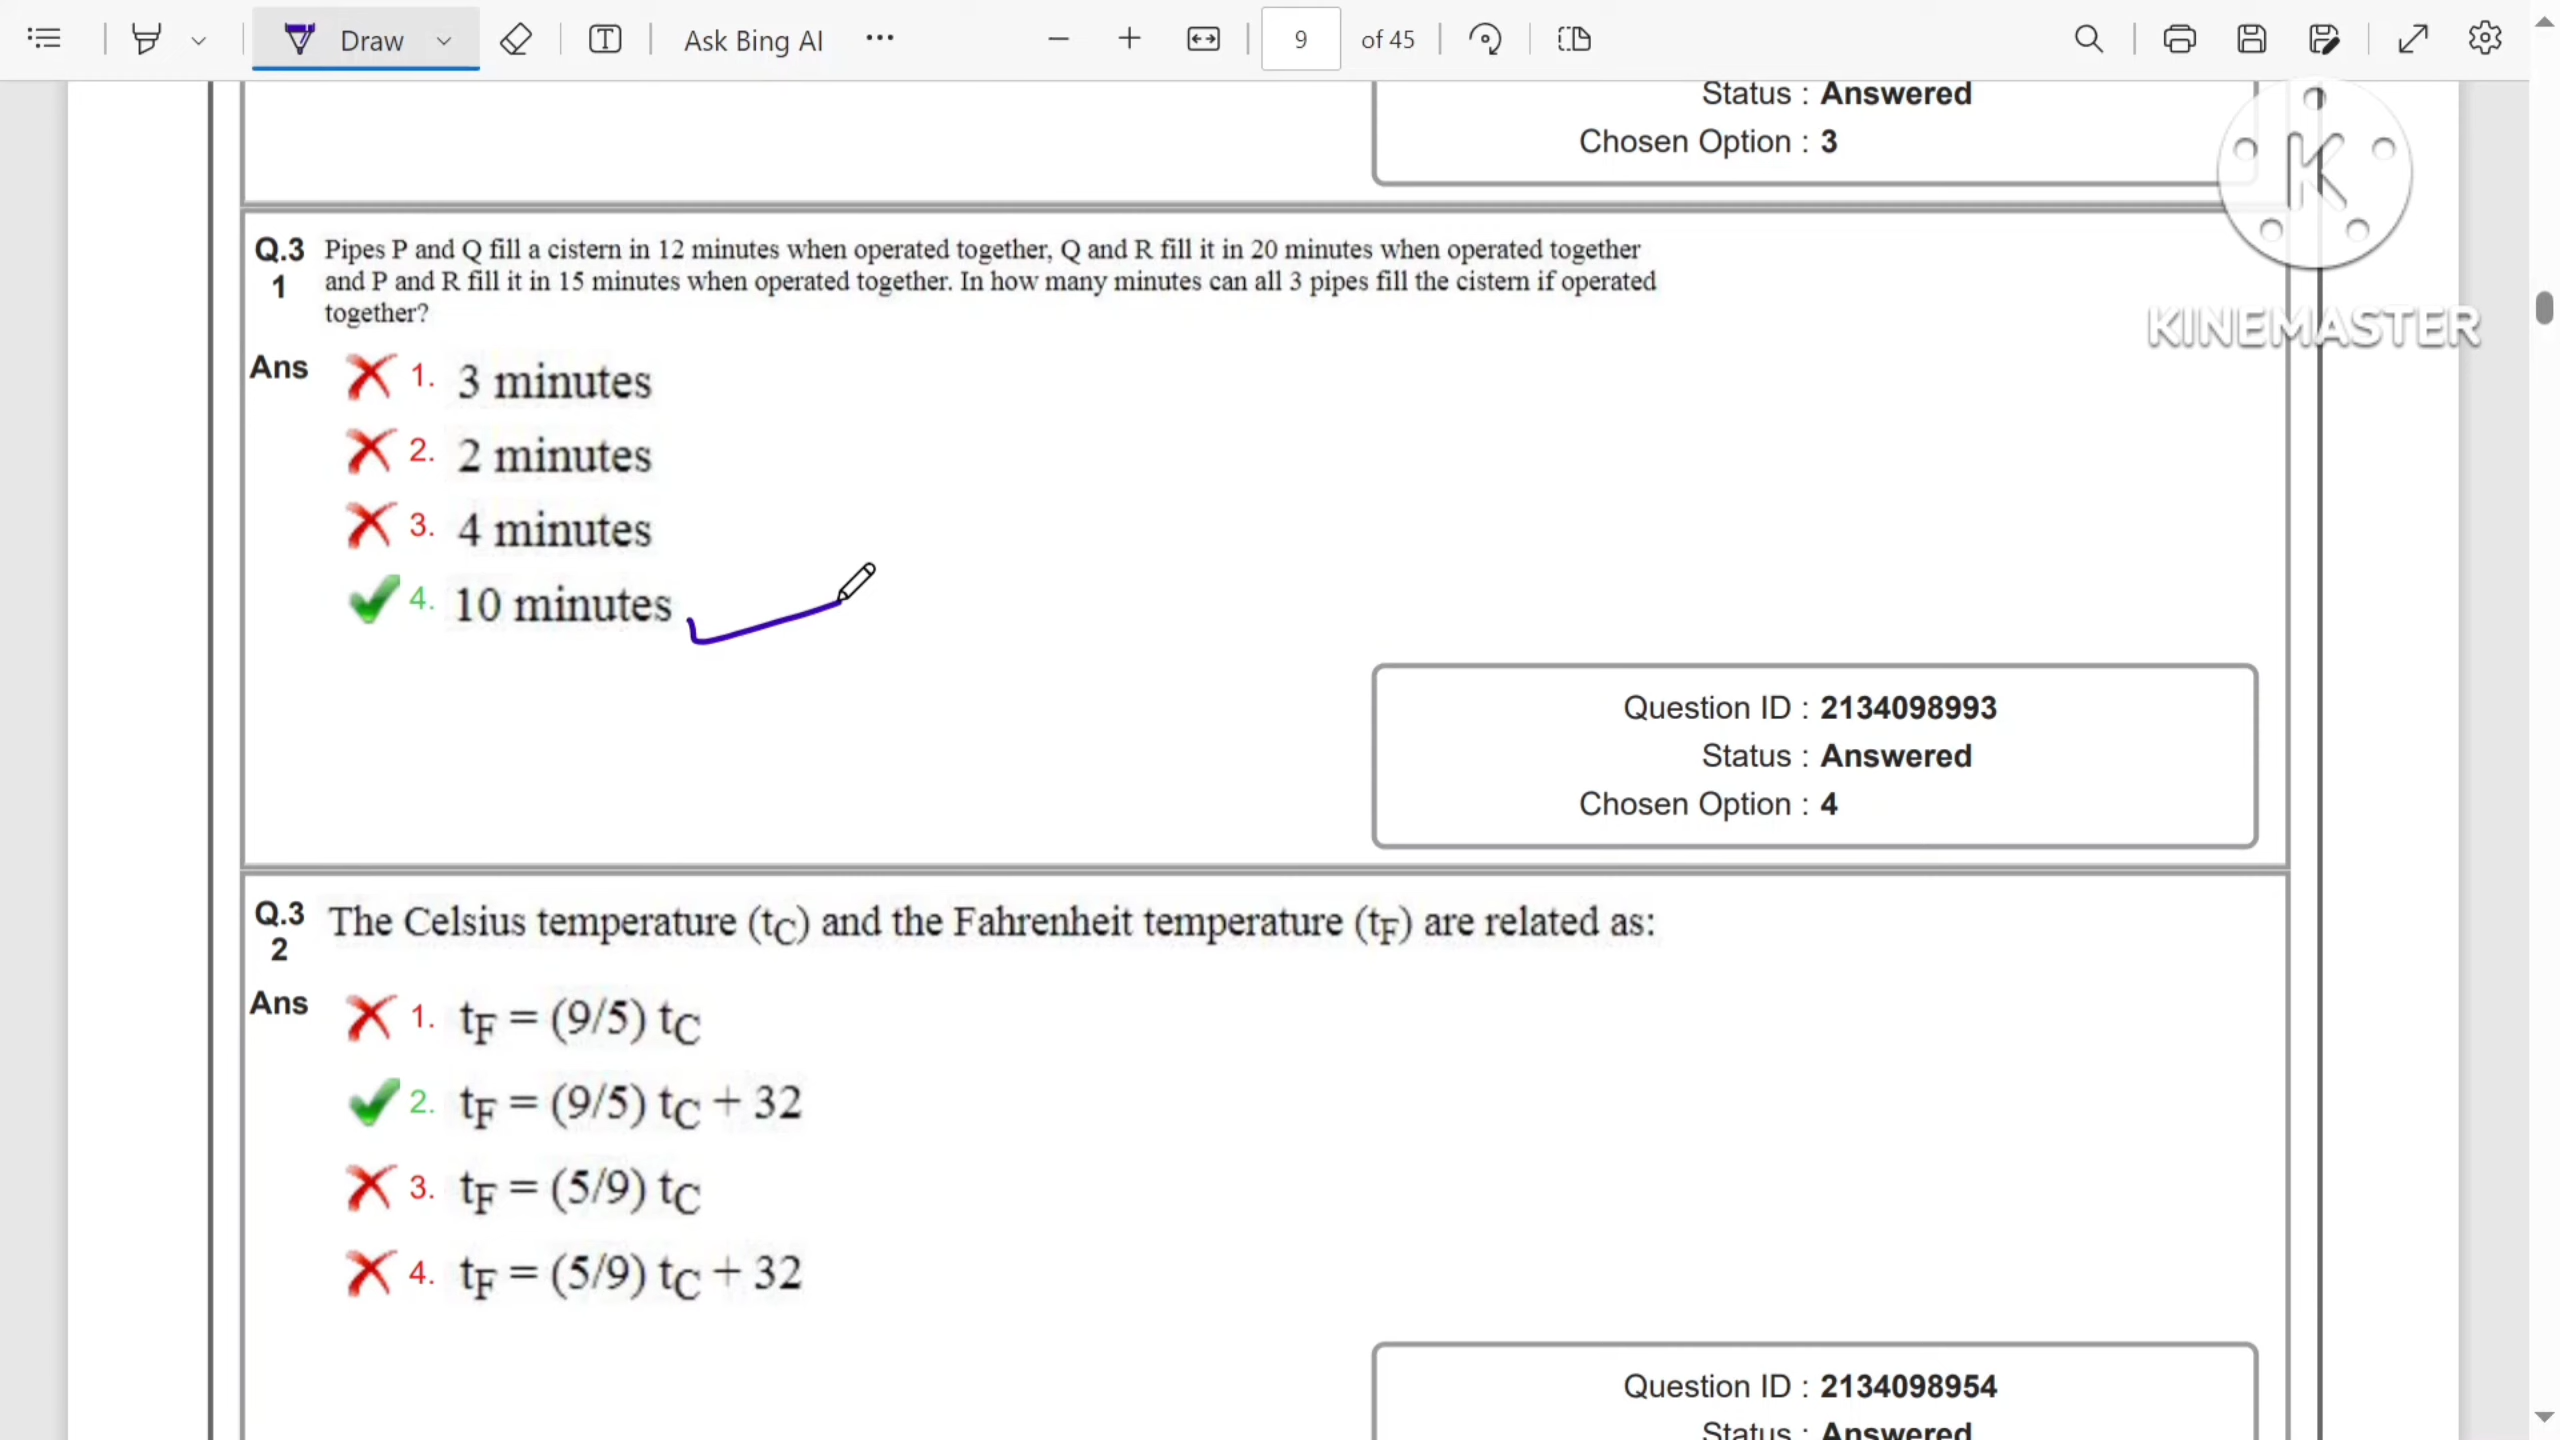 Draw
Ask Bing AI
9
of 45
Status : Answered
Chosen Option : 3
K
KINEMASTER
Q.3
1
Pipes P and Q fill a cistern in 12 minutes when operated together, Q and R fill it in 20 minutes when operated together
and P and R fill it in 15 minutes when operated together. In how many minutes can all 3 pipes fill the cistern if operated
together?
Ans
1. 3 minutes
2. 2 minutes
3. 4 minutes
4. 10 minutes
Question ID : 2134098993
Status : Answered
Chosen Option : 4
Q.3
2
The Celsius temperature (tC) and the Fahrenheit temperature (tF) are related as:
Ans
1. tF = (9/5) tC
2. tF = (9/5) tC + 32
3. tF = (5/9) tC
4. tF = (5/9) tC + 32
Question ID : 2134098954
Status : Answered